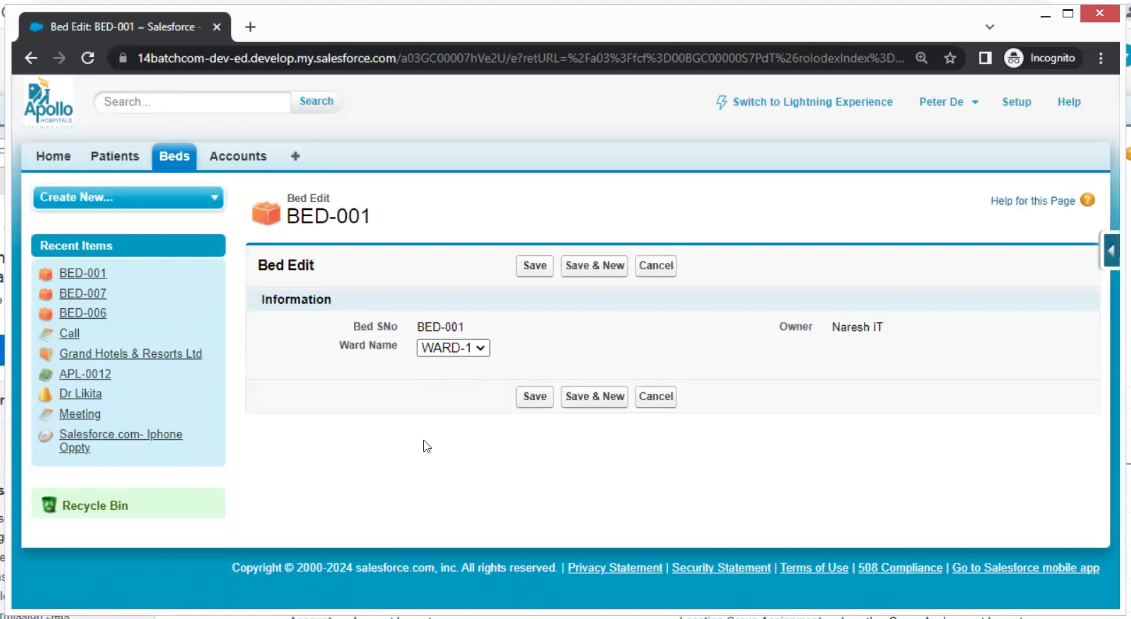 Bed Edit: BED-001 ~ Salesforce -
14batchcom-dev-ed.develop.my.salesforce.com/a03GC00007hVe2U/e?retURL=%2Fa03%3Ffcf%3D00BGC00000S7PdT%26rolodexIndex%3D...
Incognito
Apollo
HOSPITALS
Search...
Search
Switch to Lightning Experience
Peter De
Setup
Help
Home
Patients
Beds
Accounts
Create New...
Bed Edit
BED-001
Help for this Page
Recent Items
BED-001
BED-007
BED-006
Call
Grand Hotels & Resorts Ltd
APL-0012
Dr Likita
Meeting
Salesforce.com- Iphone
Oppty
Recycle Bin
Bed Edit
Save
Save & New
Cancel
Information
Bed SNo BED-001
Owner Naresh IT
Ward Name WARD-1
Save
Save & New
Cancel
Copyright © 2000-2024 salesforce.com, inc. All rights reserved. | Privacy Statement | Security Statement | Terms of Use | 508 Compliance | Go to Salesforce mobile app